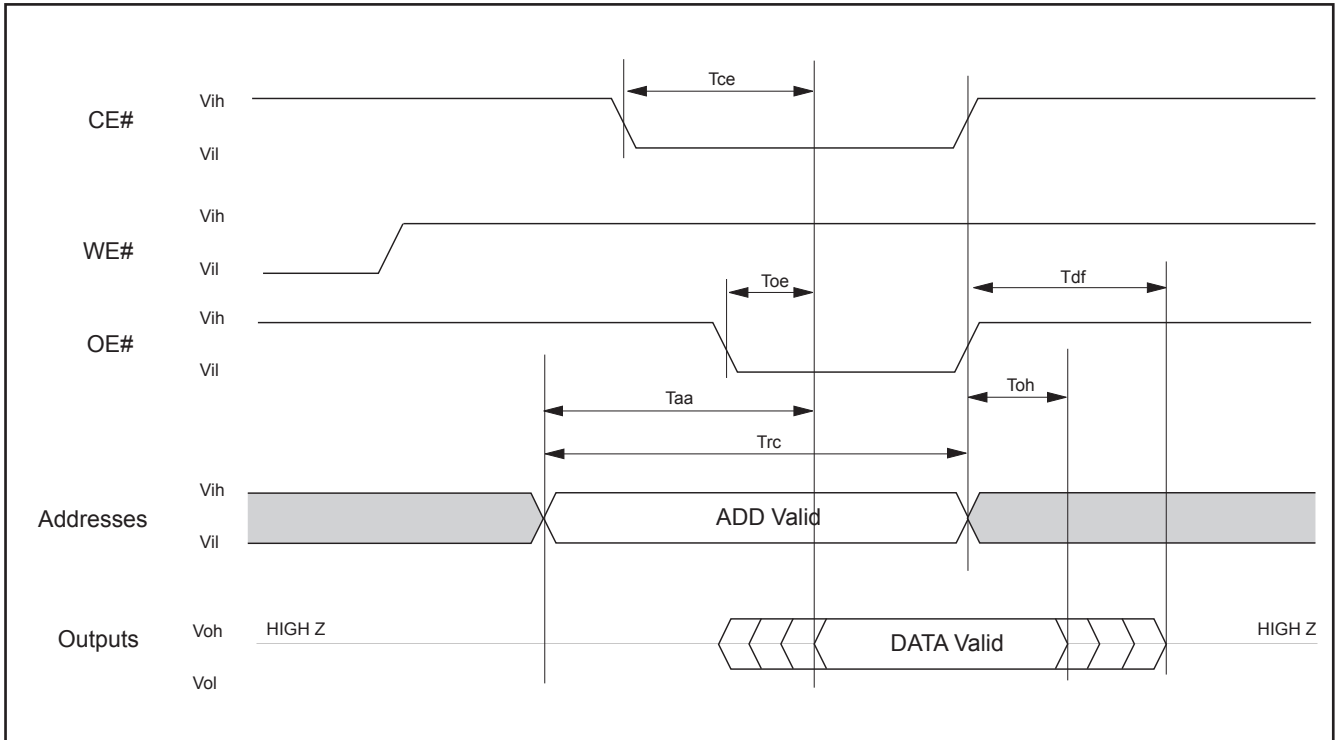 Tce
CE#
Vih
Vil
WE#
Vih
Vil
Toe
Tdf
OE#
Vih
Vil
Toh
Taa
Trc
Addresses
Vih
Vil
ADD Valid
Outputs
Voh
Vol
HIGH Z
DATA Valid
HIGH Z